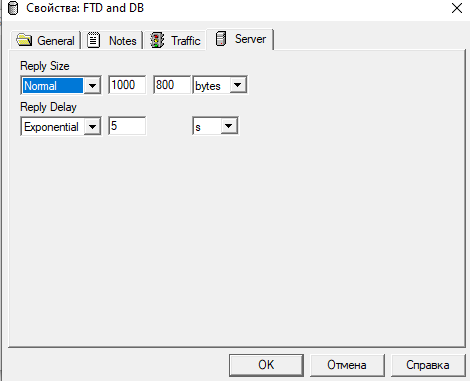 Свойства: FTD and DB
General Notes Traffic Server
Reply Size
Normal 1000 800 bytes
Reply Delay
Exponential 5 s
OK Отмена Справка